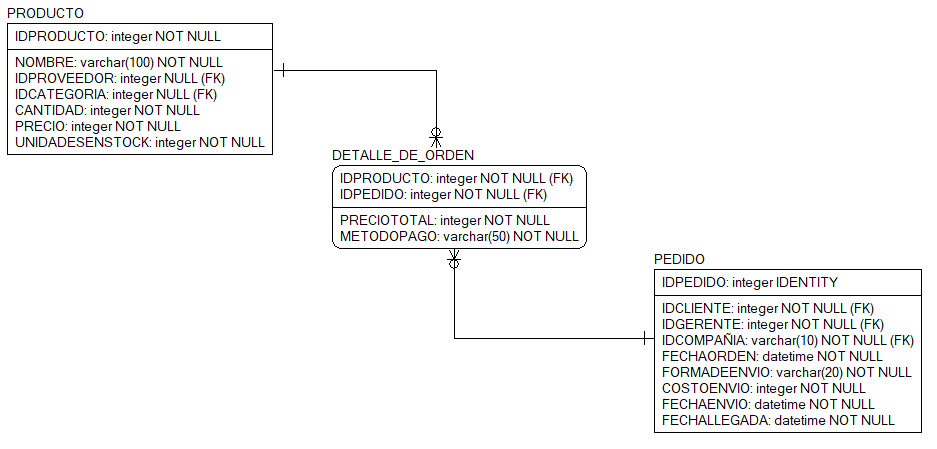 PRODUCTO
IDPRODUCTO: integer NOT NULL
NOMBRE: varchar(100) NOT NULL
IDPROVEEDOR: integer NULL (FK)
IDCATEGORIA: integer NULL (FK)
CANTIDAD: integer NOT NULL
PRECIO: integer NOT NULL
UNIDADESENSTOCK: integer NOT NULL
DETALLE_DE_ORDEN
IDPRODUCTO: integer NOT NULL (FK)
IDPEDIDO: integer NOT NULL (FK)
PRECIOTOTAL: integer NOT NULL
METODOPAGO: varchar(50) NOT NULL
PEDIDO
IDPEDIDO: integer IDENTITY
IDCLIENTE: integer NOT NULL (FK)
IDGERENTE: integer NOT NULL (FK)
IDCOMPAÑIA: varchar(10) NOT NULL (FK)
FECHAORDEN: datetime NOT NULL
FORMADEENVIO: varchar(20) NOT NULL
COSTOENVIO: integer NOT NULL
FECHAENVIO: datetime NOT NULL
FECHALLEGADA: datetime NOT NULL